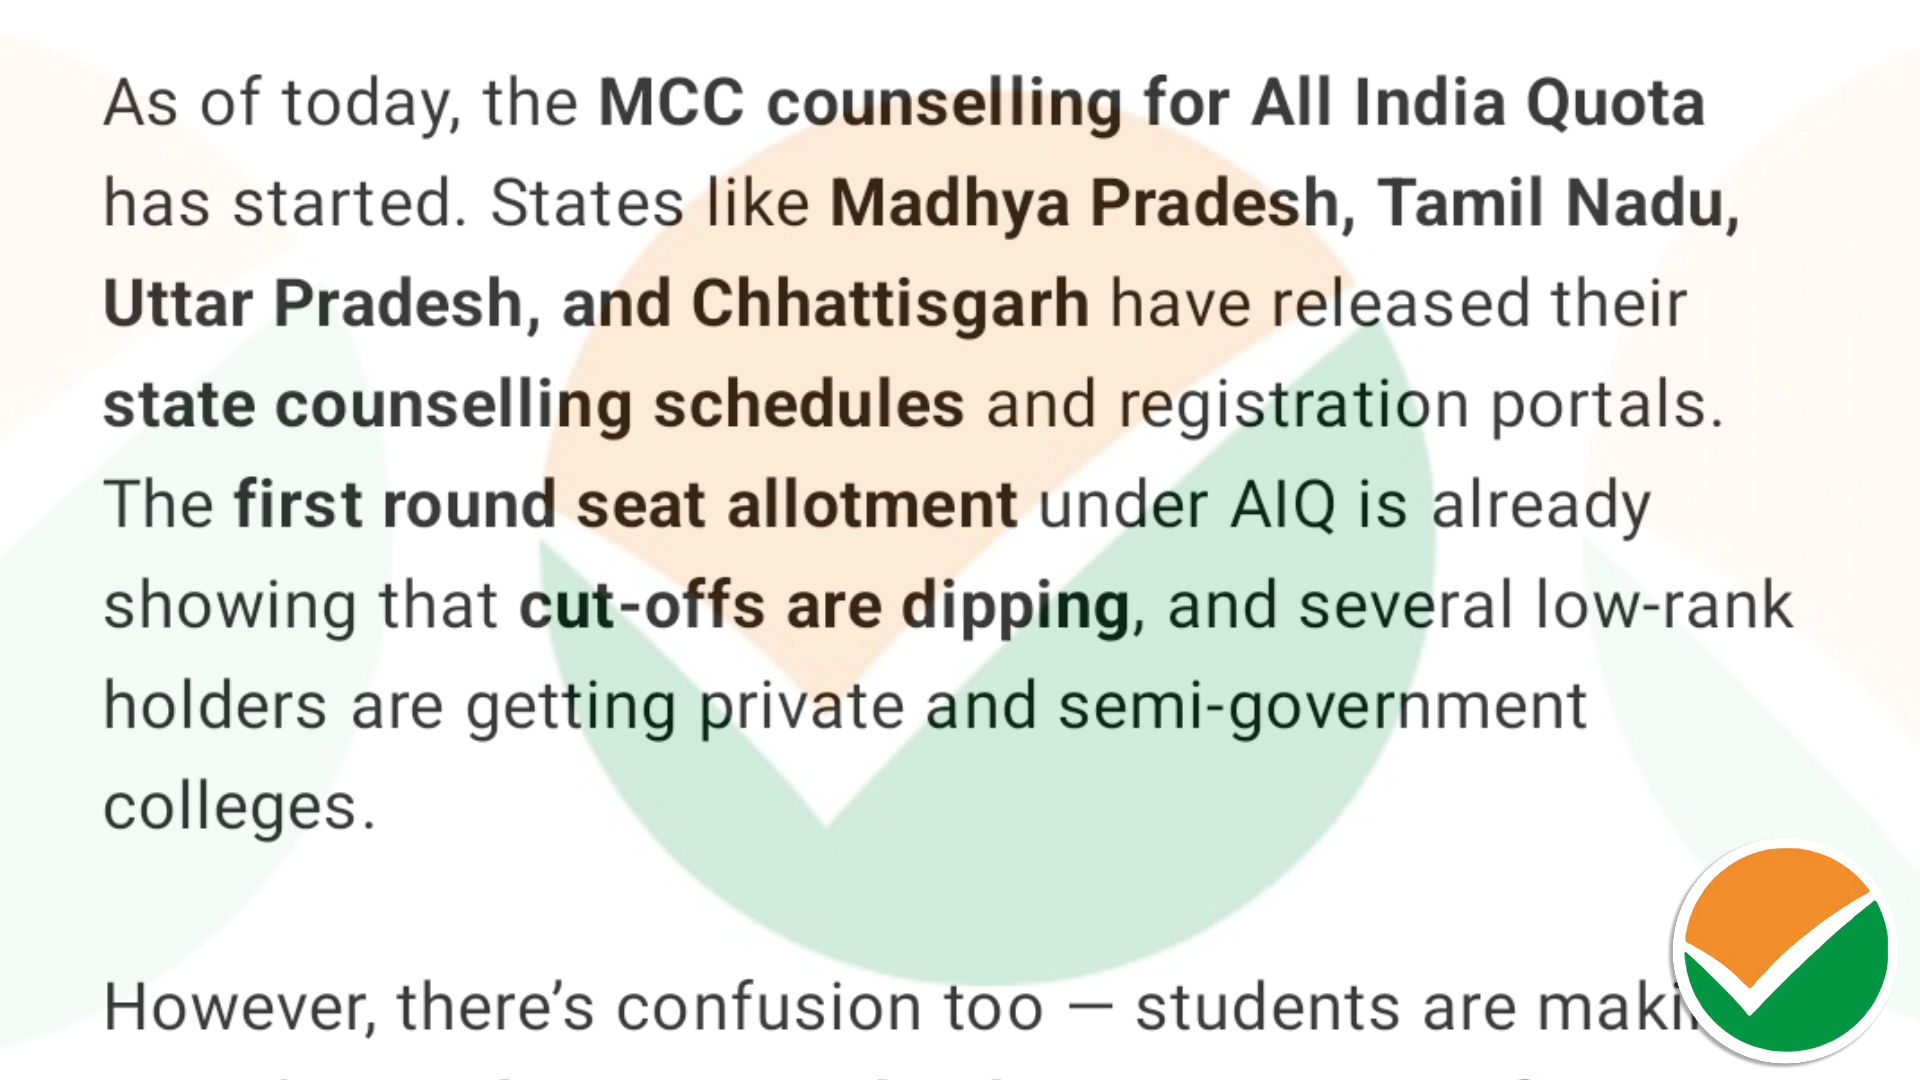 As of today, the MCC counselling for All India Quota
has started. States like Madhya Pradesh, Tamil Nadu,
Uttar Pradesh, and Chhattisgarh have released their
state counselling schedules and registration portals.
The first round seat allotment under AIQ is already
showing that cut-offs are dipping, and several low-rank
holders are getting private and semi-government
colleges.
However, there’s confusion too — students are